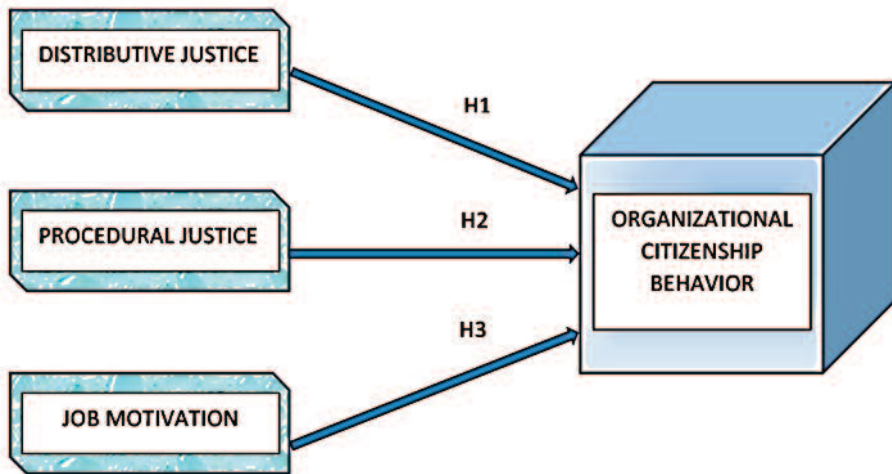 DISTRIBUTIVE JUSTICE
H1
PROCEDURAL JUSTICE
H2
ORGANIZATIONAL
CITIZENSHIP
BEHAVIOR
H3
JOB MOTIVATION